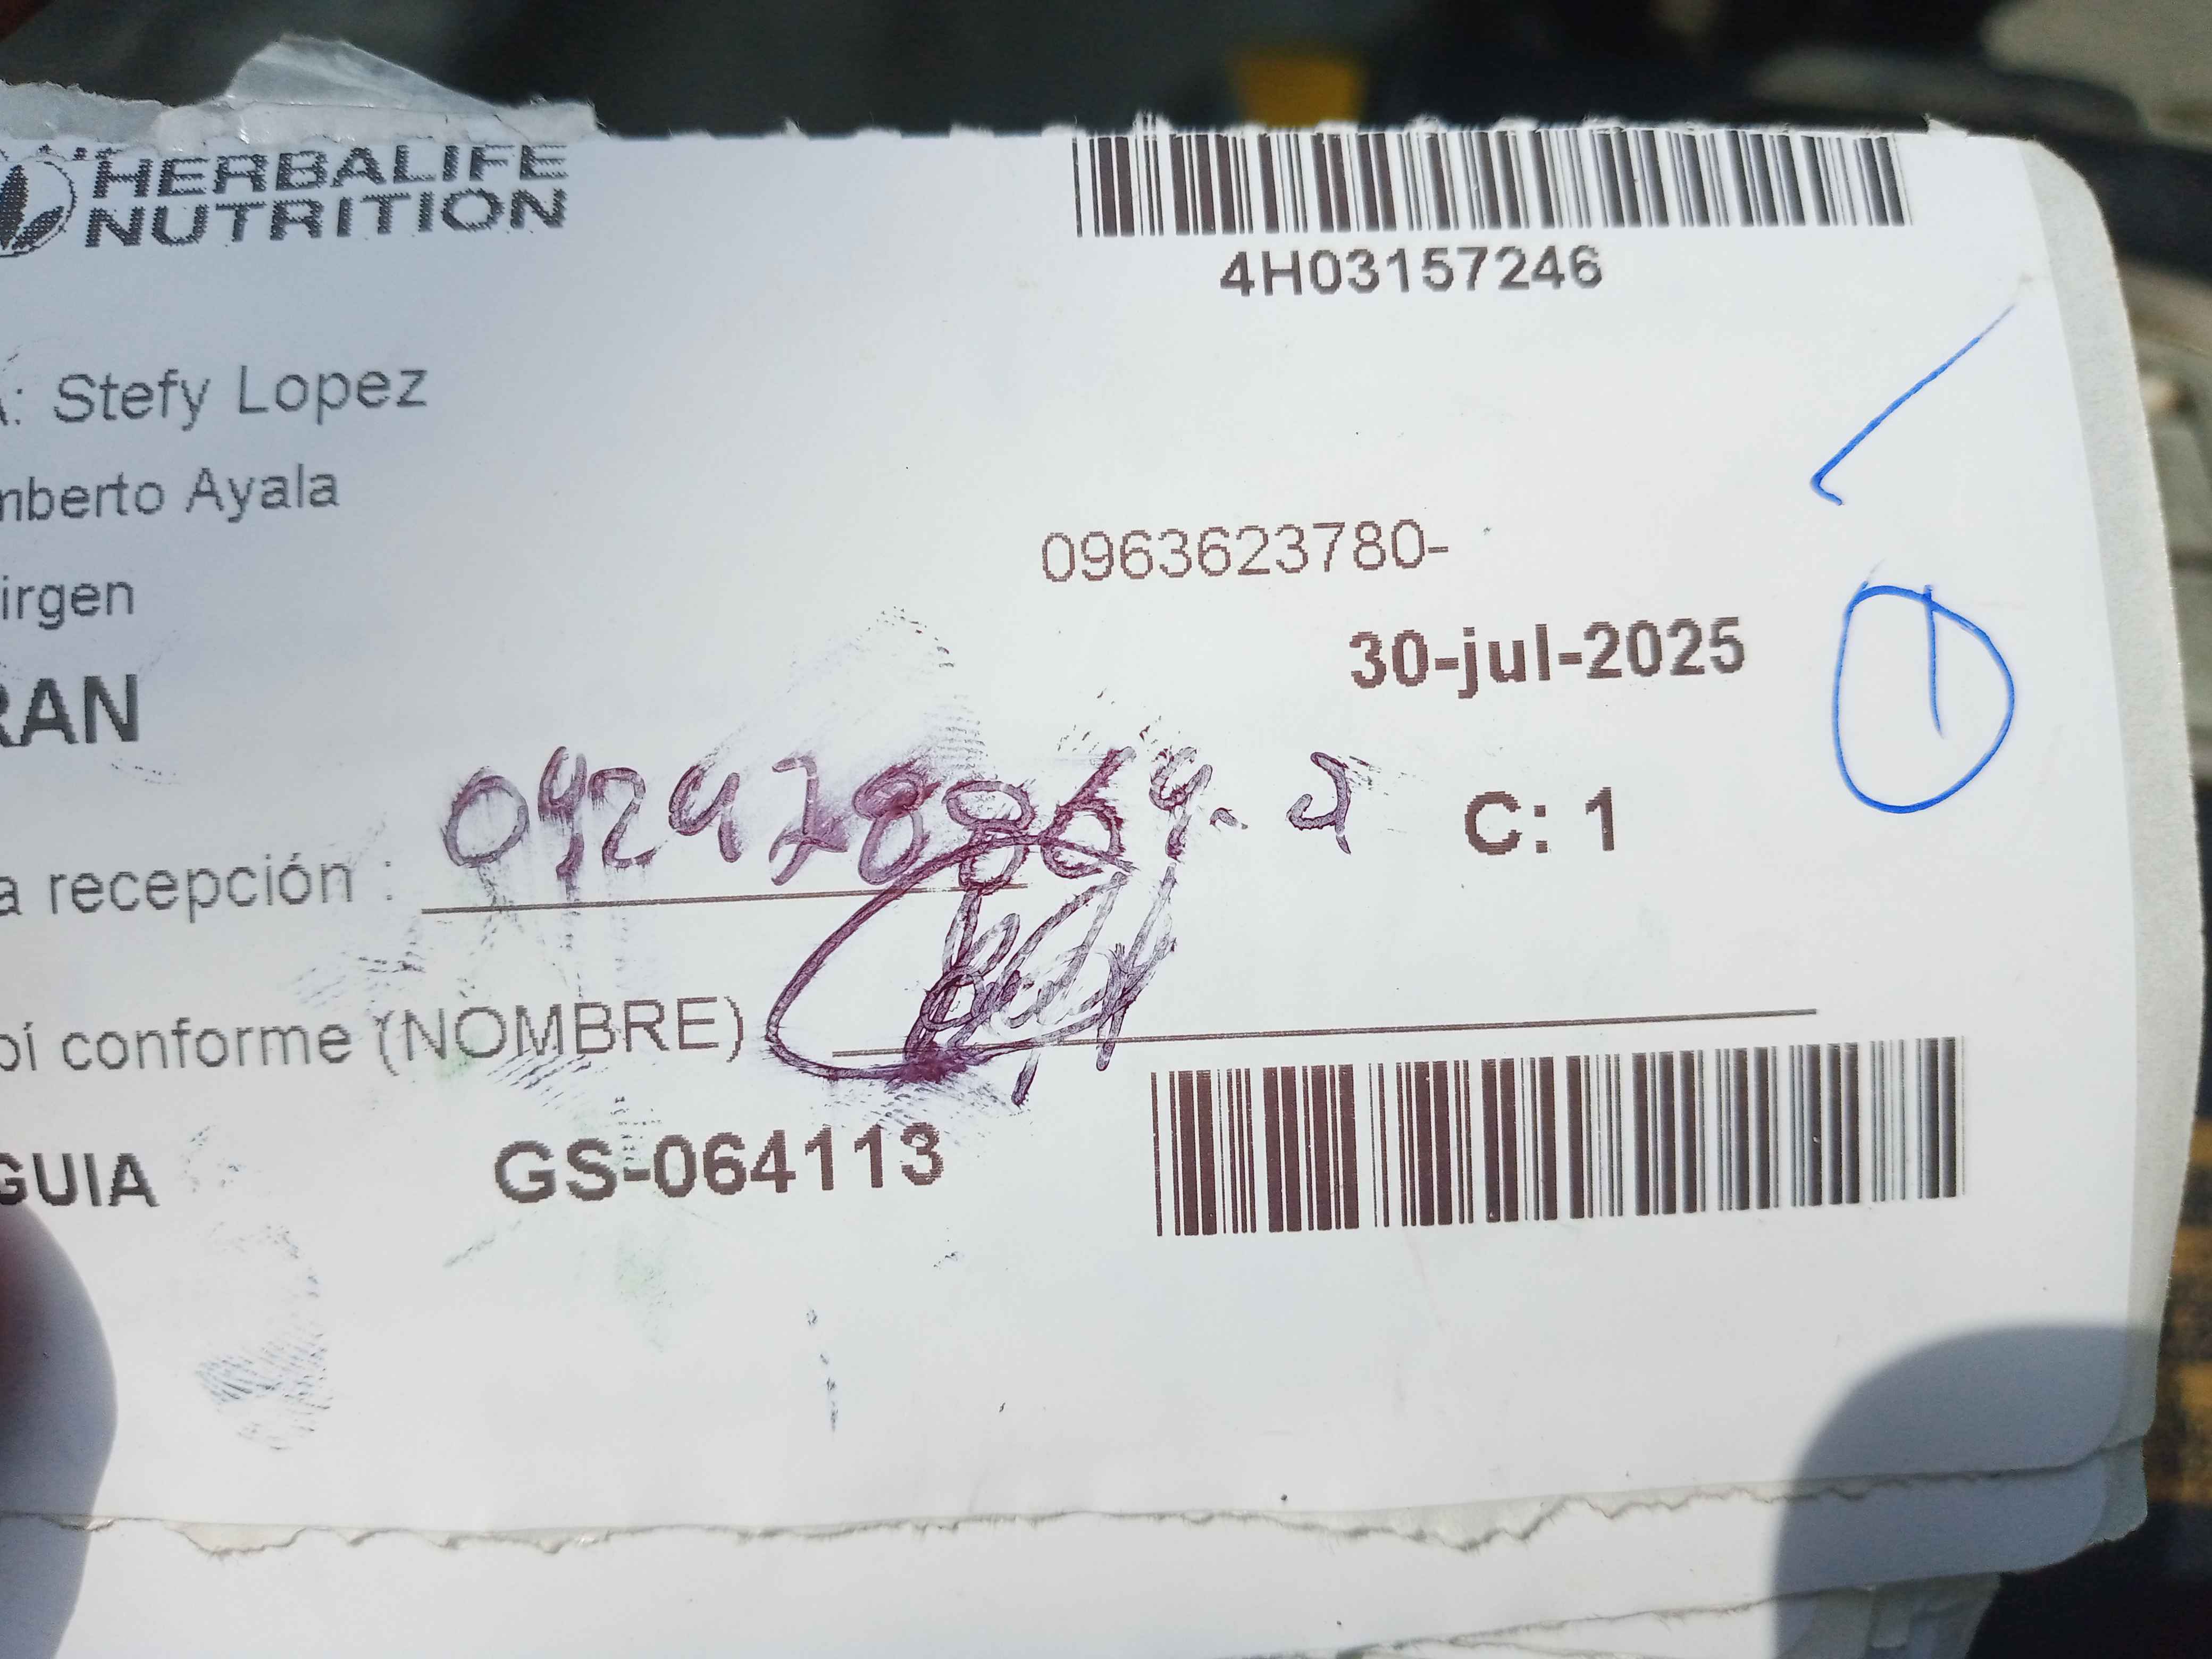 HERBALIFE
NUTRITION
4H03157246
A: Stefy Lopez
mberto Ayala
0963623780-
irgen
30-jul-2025
1
RAN
C: 1
a recepción :
bí conforme (NOMBRE)
GUIA GS-064113